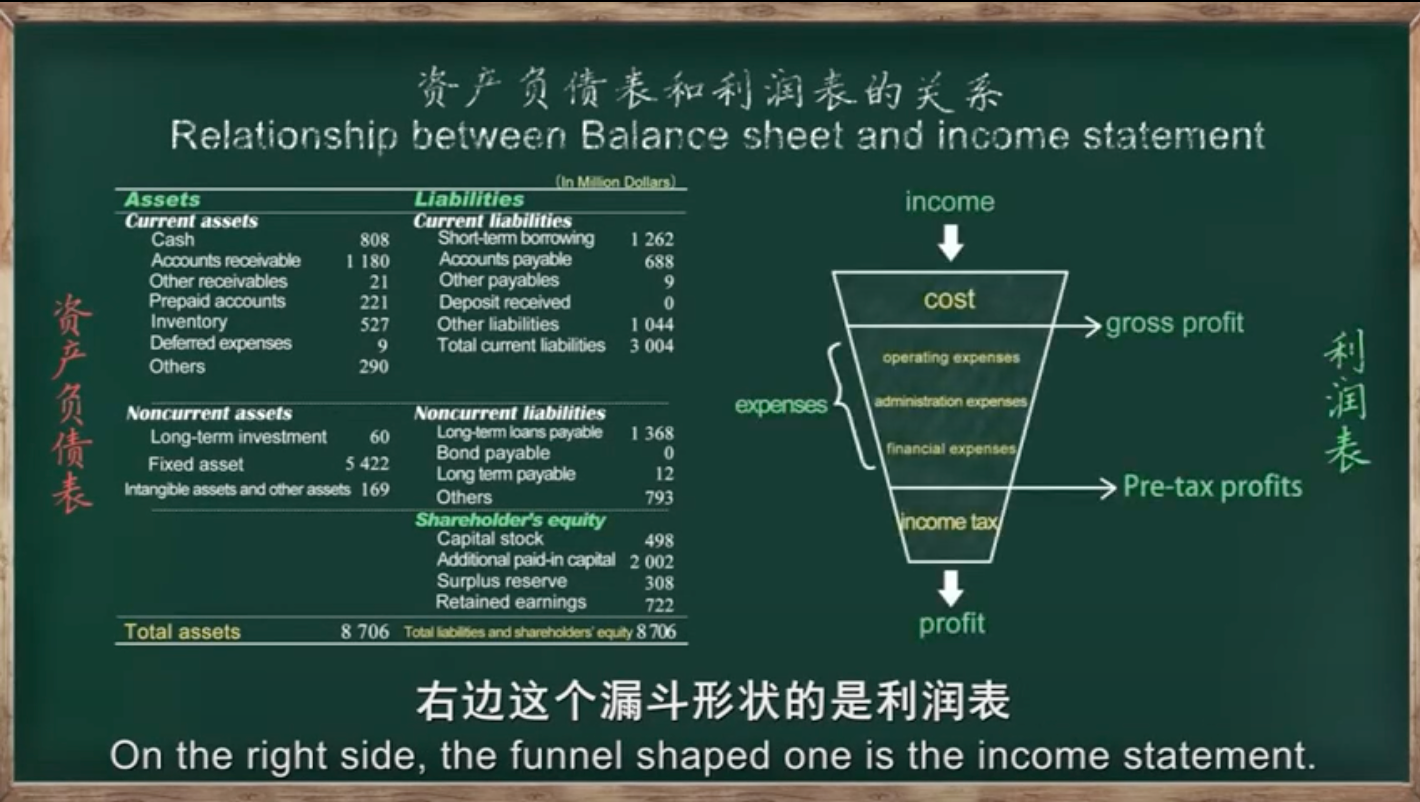 资产负债表和利润表的关系
Relationship between Balance sheet and income statement
资产负债表
(In Million Dollars)
Assets Liabilities
Current assets Current liabilities
Cash 808 Short-term borrowing 1 262
Accounts receivable 1 180 Accounts payable 688
Other receivables 21 Other payables 9
Prepaid accounts 221 Deposit received 0
Inventory 527 Other liabilities 1 044
Deferred expenses 9 Total current liabilities 3 004
Others 290
Noncurrent assets Noncurrent liabilities
Long-term investment 60 Long-term loans payable 1 368
Bond payable 0
Fixed asset 5 422 Long term payable 12
Intangible assets and other assets 169 Others 793
Shareholder's equity
Capital stock 498
Additional paid-in capital 2 002
Surplus reserve 308
Retained earnings 722
Total assets 8 706 Total liabilities and shareholders' equity 8 706
income
cost
gross profit
operating expenses
expenses
administration expenses
financial expenses
Pre-tax profits
income tax
profit
利润表
右边这个漏斗形状的是利润表
On the right side, the funnel shaped one is the income statement.